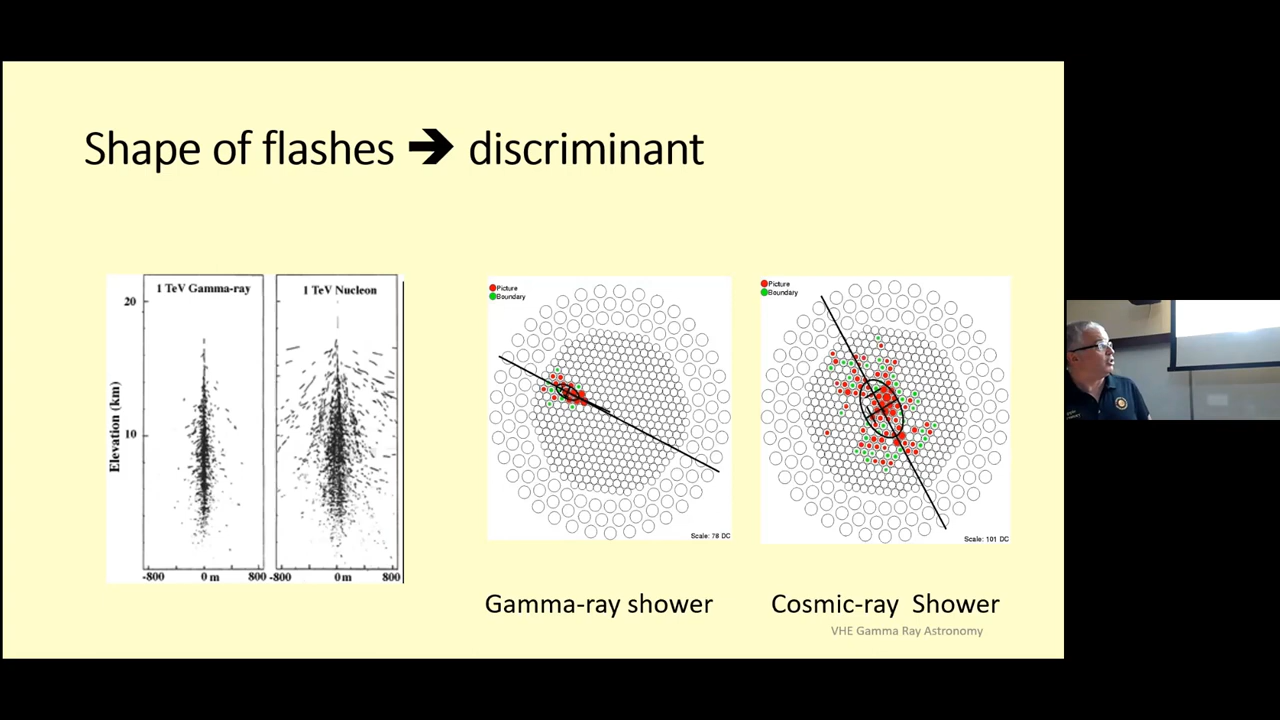 Shape of flashes ➔ discriminant
1 TeV Gamma-ray
1 TeV Nucleon
20
10
Elevation (km)
-800 0 m 800
-800 0m 800
Picture
Boundary
Scale: 78 DC
Picture
Boundary
Scale: 101 DC
Gamma-ray shower
Cosmic-ray Shower
VHE Gamma Ray Astronomy